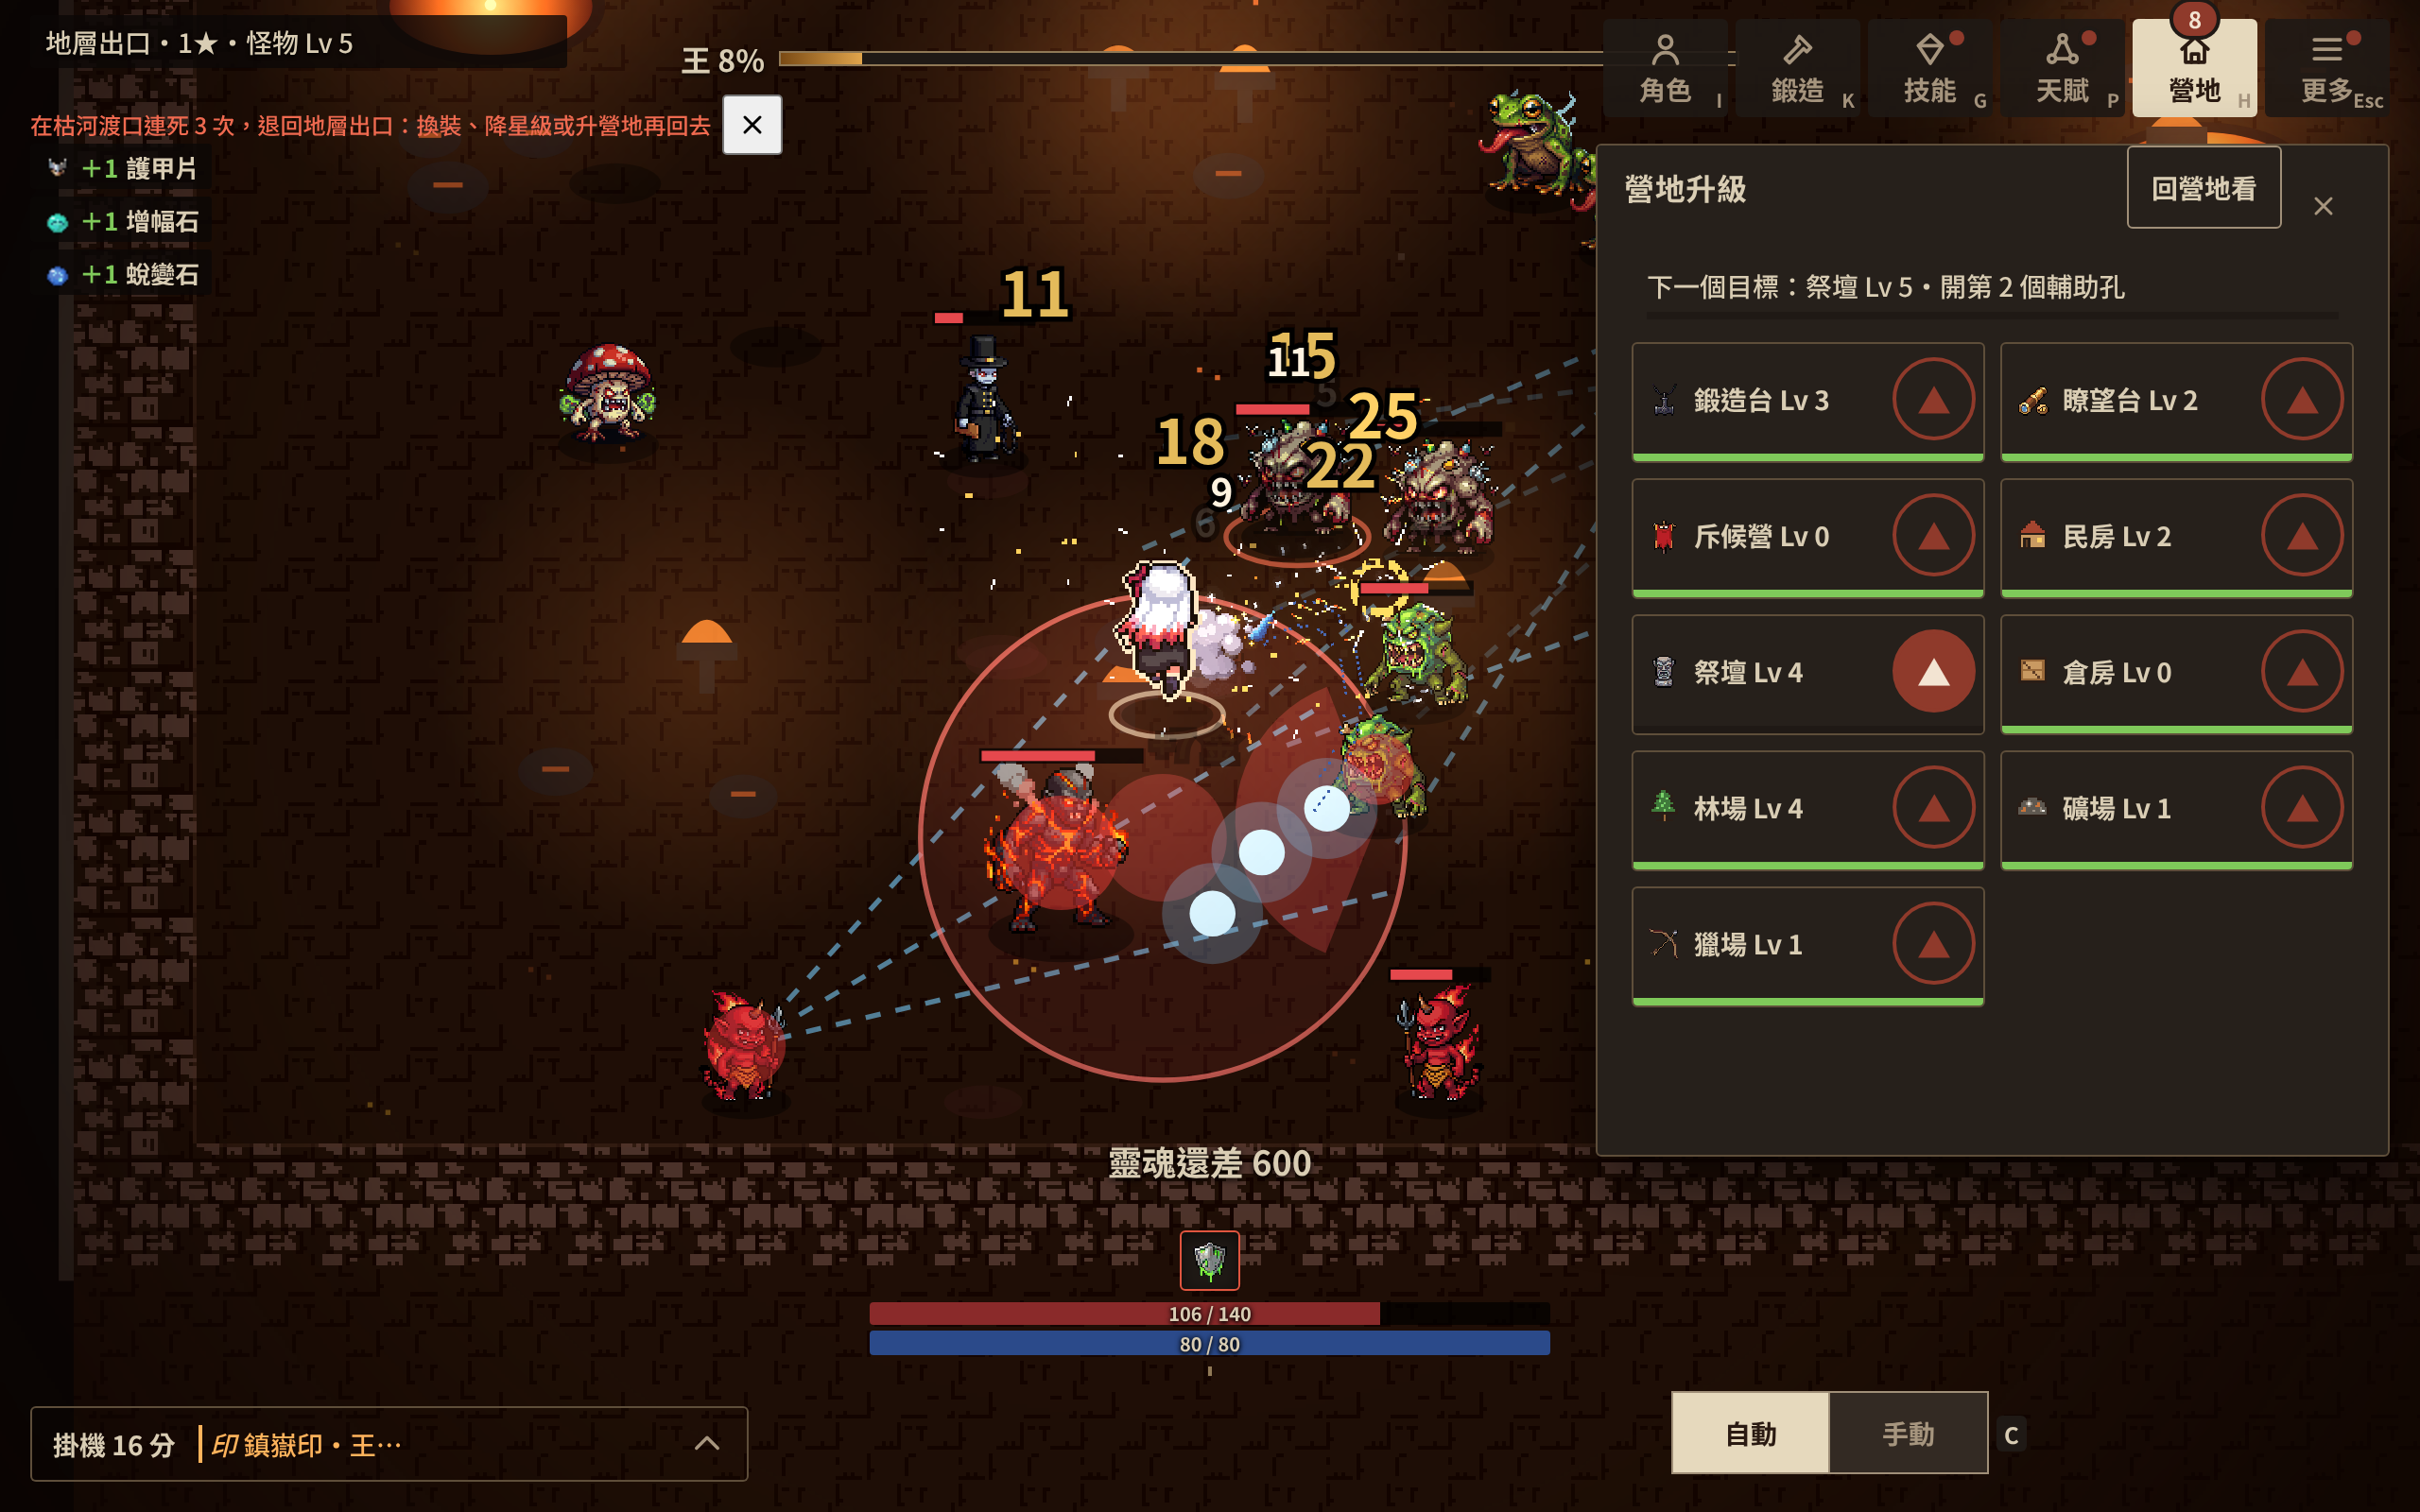 地層出口・1★・怪物 Lv 5
王 8%
在枯河渡口連死 3 次，退回地層出口：換裝、降星級或升營地再回去
+1 護甲片
+1 增幅石
+1 蛻變石
角色 I
鍛造 K
技能 G
天賦 P
8
營地 H
更多 Esc
營地升級
回營地看
下一個目標：祭壇 Lv 5・開第 2 個輔助孔
鍛造台 Lv 3
瞭望台 Lv 2
斥候營 Lv 0
民房 Lv 2
祭壇 Lv 4
倉房 Lv 0
林場 Lv 4
礦場 Lv 1
獵場 Lv 1
11
15
11
5
25
18
22
9
6
靈魂還差 600
106 / 140
80 / 80
掛機 16 分
印 鎮嶽印・王…
自動
手動
C